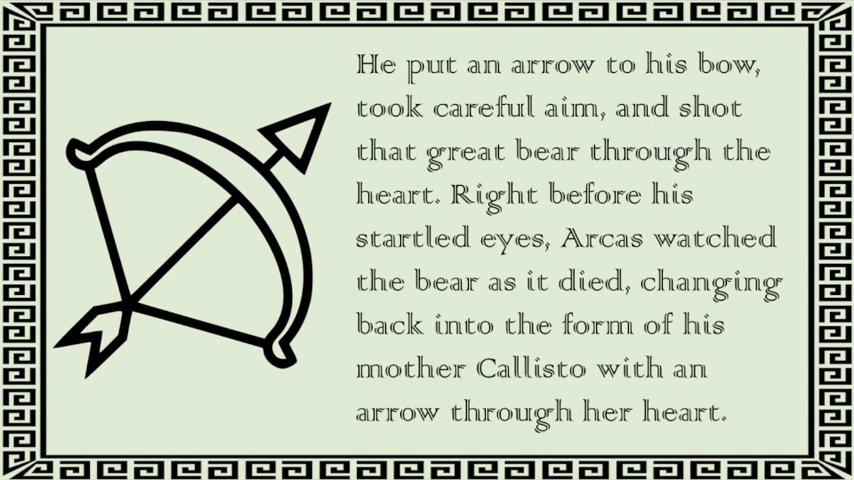 He put an arrow to his bow,
took careful aim, and shot
that great bear through the
heart. Right before his
startled eyes, Arcas watched
the bear as it died, changing
back into the form of his
mother Callisto with an
arrow through her heart.